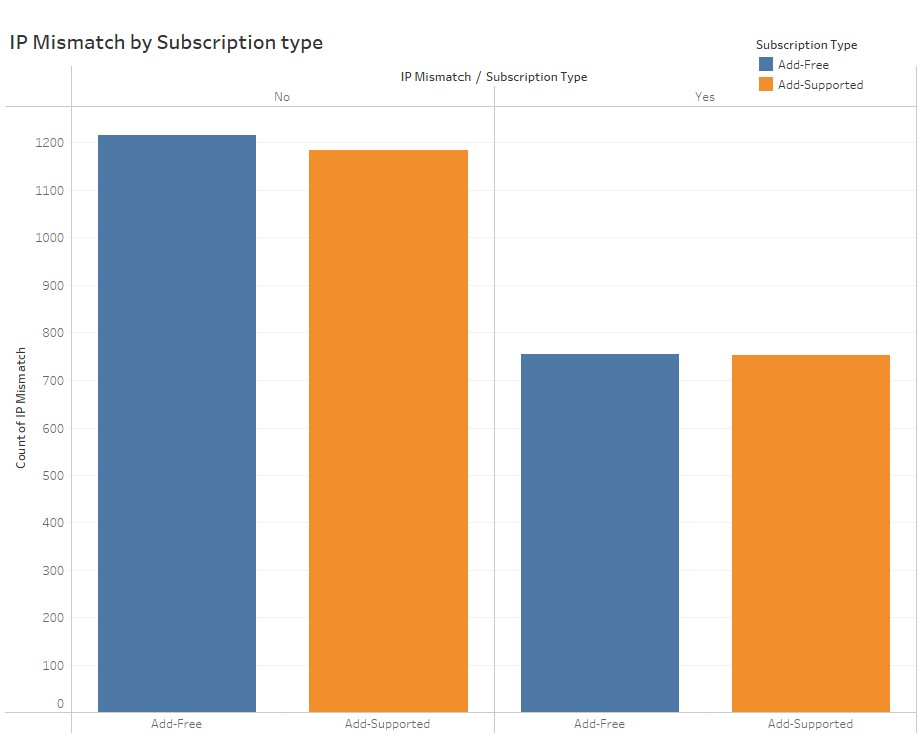 IP Mismatch by Subscription type
Subscription Type
Add-Free
Add-Supported
IP Mismatch / Subscription Type
No
Yes
Count of IP Mismatch
1200
1100
1000
900
800
700
600
500
400
300
200
100
0
Add-Free
Add-Supported
Add-Free
Add-Supported